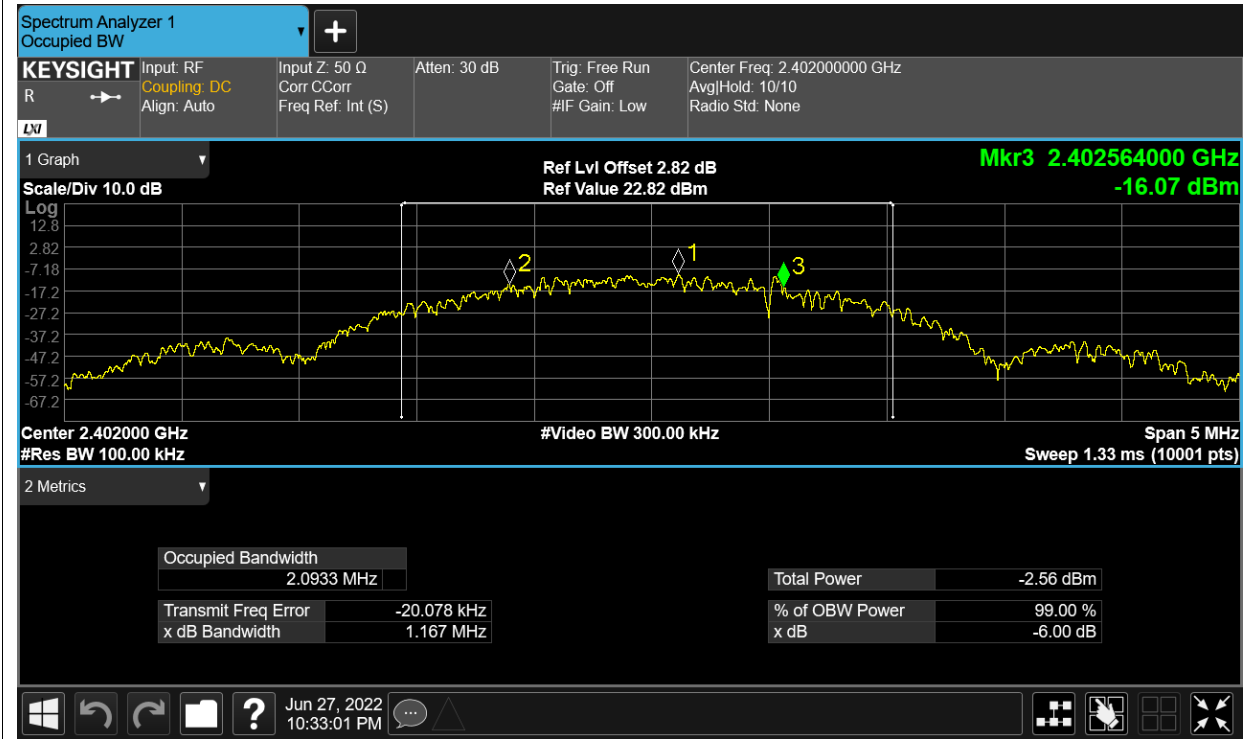 Spectrum Analyzer 1
Occupied BW
▼
+
KEYSIGHT
R
LXI
Input: RF
Coupling: DC
Align: Auto
Input Z: 50 Ω
Corr CCorr
Freq Ref: Int (S)
Atten: 30 dB
Trig: Free Run
Gate: Off
#IF Gain: Low
Center Freq: 2.402000000 GHz
Avg|Hold: 10/10
Radio Std: None
1 Graph ▼
Scale/Div 10.0 dB
Ref Lvl Offset 2.82 dB
Ref Value 22.82 dBm
Mkr3 2.402564000 GHz
-16.07 dBm
Log
12.8
2.82
-7.18
-17.2
-27.2
-37.2
-47.2
-57.2
-67.2
2
1
3
Center 2.402000 GHz
#Res BW 100.00 kHz
#Video BW 300.00 kHz
Span 5 MHz
Sweep 1.33 ms (10001 pts)
2 Metrics ▼
Occupied Bandwidth
2.0933 MHz
Transmit Freq Error -20.078 kHz
x dB Bandwidth 1.167 MHz
Total Power -2.56 dBm
% of OBW Power 99.00 %
x dB -6.00 dB
?
Jun 27, 2022
10:33:01 PM